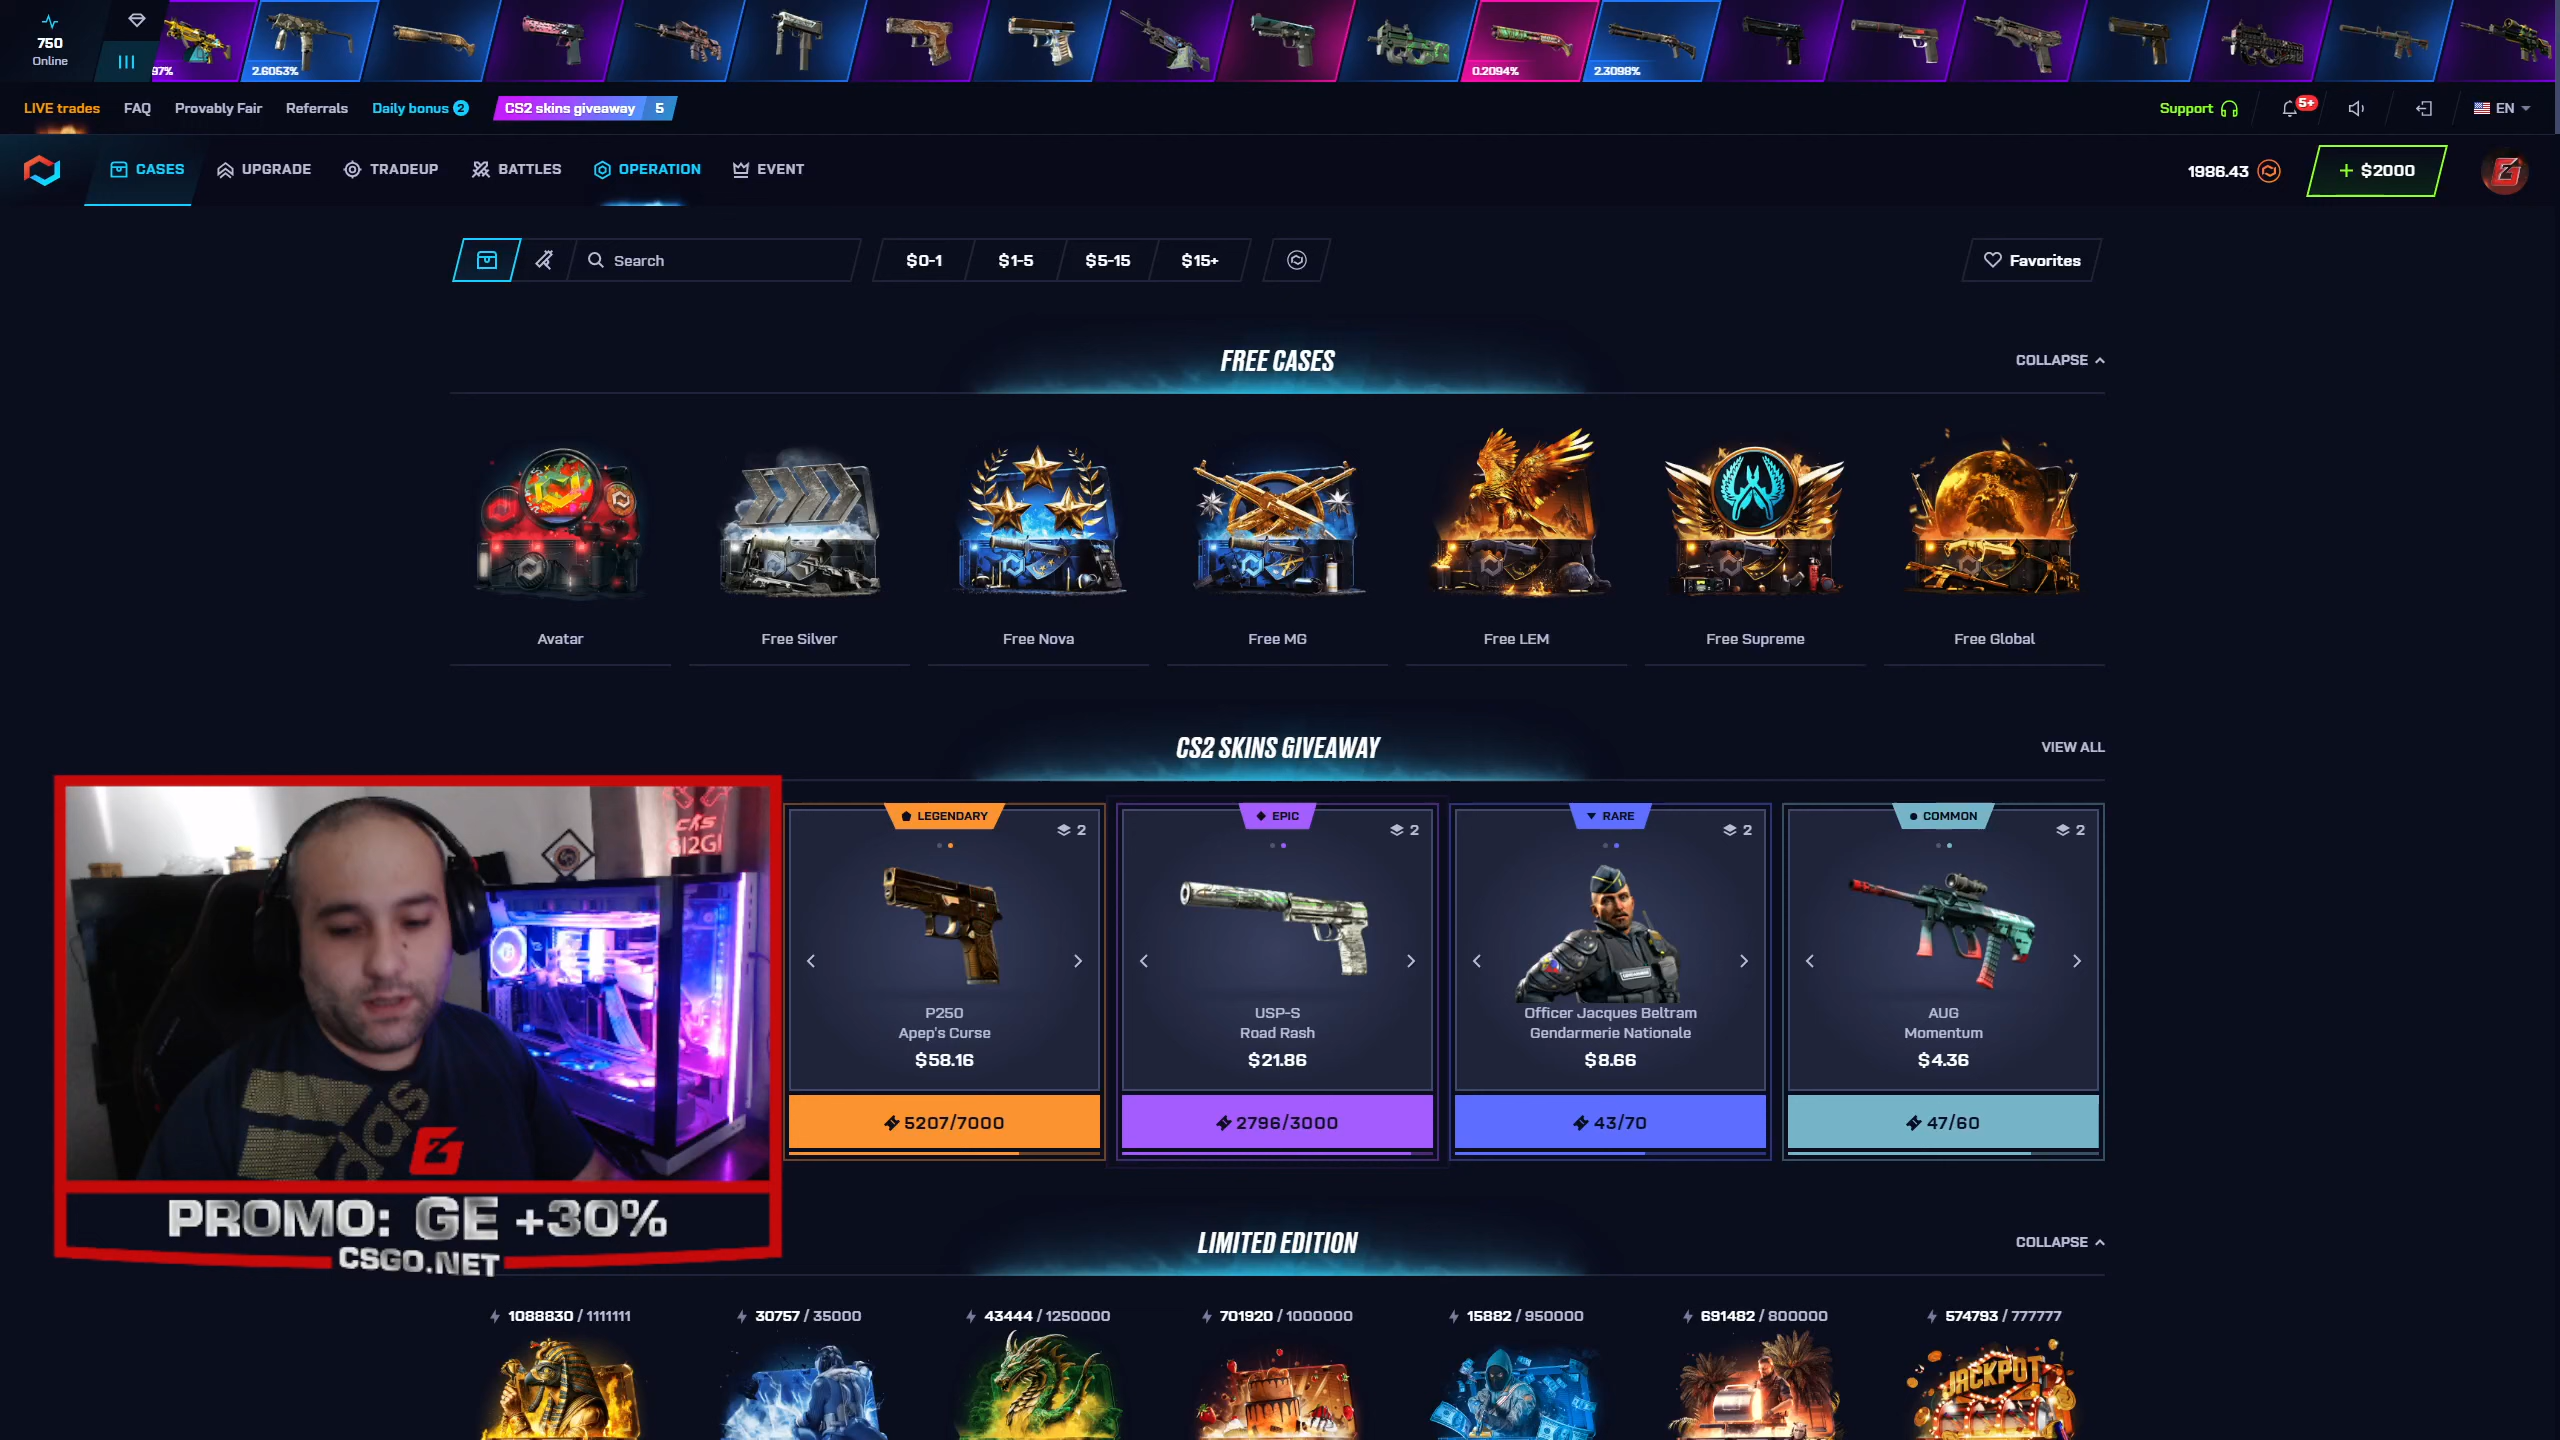 750
Online
97%
2.6053%
0.2094%
2.3098%
LIVE trades
FAQ
Provably Fair
Referrals
Daily bonus 2
CS2 skins giveaway 5
Support
5+
EN
CASES
UPGRADE
TRADEUP
BATTLES
OPERATION
EVENT
1986.43
+ $2000
Search
$0-1
$1-5
$5-15
$15+
Favorites
FREE CASES
COLLAPSE
Avatar
Free Silver
Free Nova
Free MG
Free LEM
Free Supreme
Free Global
CS2 SKINS GIVEAWAY
VIEW ALL
LEGENDARY
2
P250
Apep's Curse
$58.16
5207/7000
EPIC
2
USP-S
Road Rash
$21.86
2796/3000
RARE
2
Officer Jacques Beltram
Gendarmerie Nationale
$8.66
43/70
COMMON
2
AUG
Momentum
$4.36
47/60
adidas
PROMO: GE +30%
CSGO.NET
LIMITED EDITION
COLLAPSE
1088830 / 1111111
30757 / 35000
43444 / 1250000
701920 / 1000000
15882 / 950000
691482 / 800000
574793 / 777777
JACKPOT